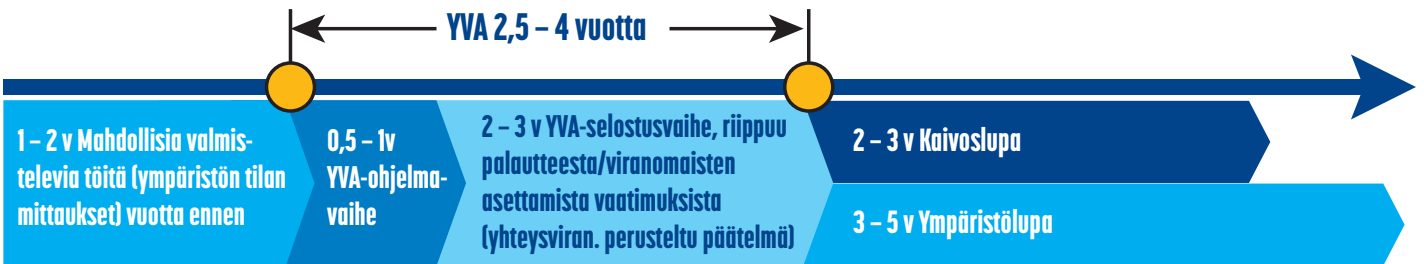 YVA 2,5 – 4 vuotta
1 – 2 v Mahdollisia valmis-
televia töitä (ympäristön tilan
mittaukset) vuotta ennen
0,5 – 1v
YVA-ohjelma-
vaihe
2 – 3 v YVA-selostusvaihe, riippuu
palautteesta/viranomaisten
asettamista vaatimuksista
(yhteysviran. perusteltu päätelmä)
2 – 3 v Kaivoslupa
3 – 5 v Ympäristölupa